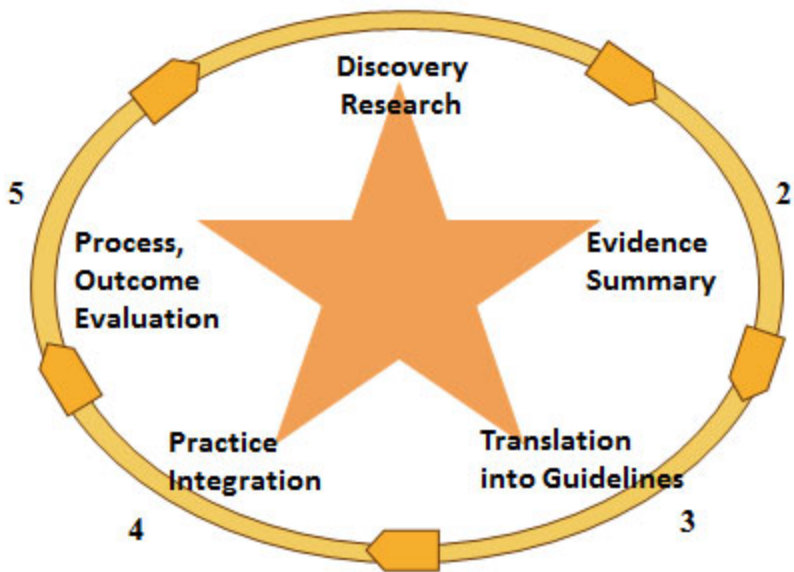 Discovery
Research
2
Evidence
Summary
3
Translation
into Guidelines
4
Practice
Integration
5
Process,
Outcome
Evaluation